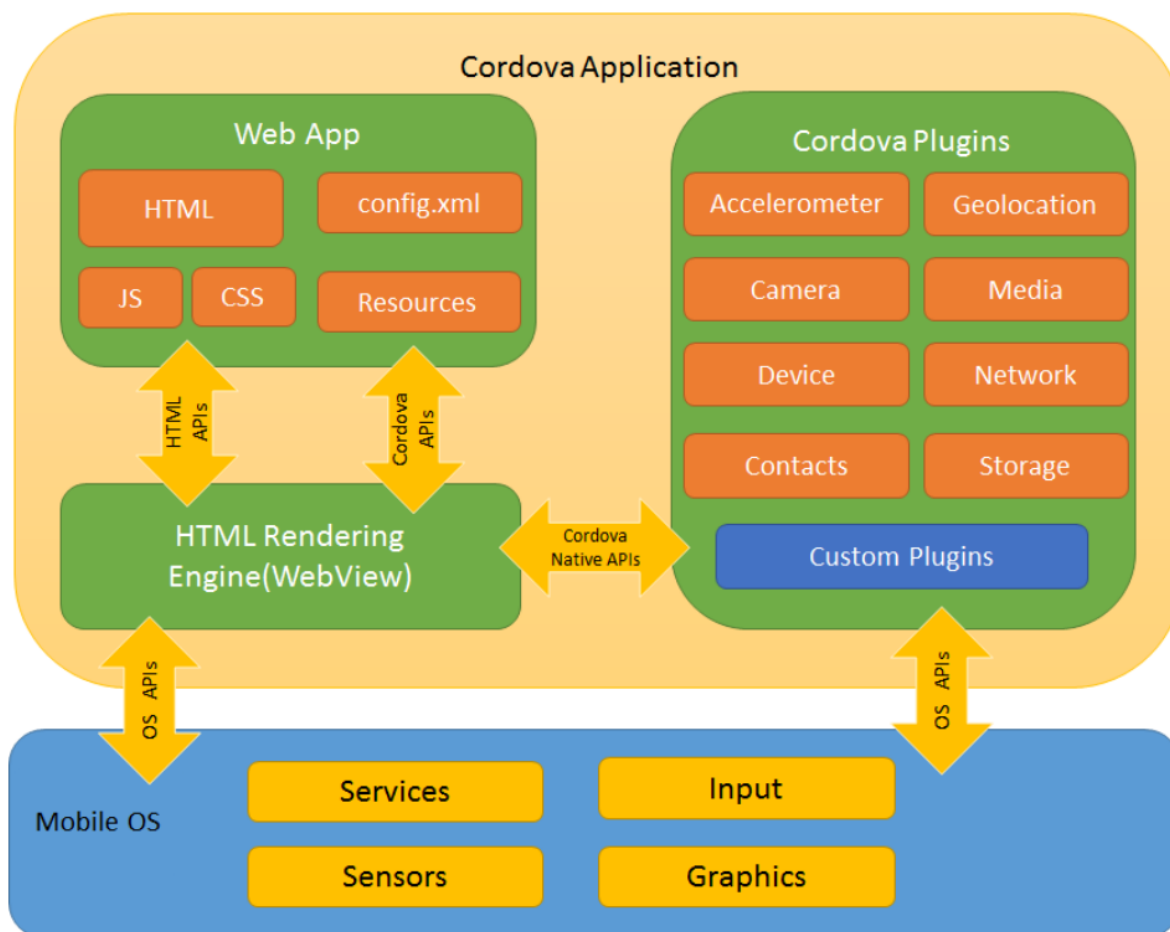 Cordova Application
Web App
HTML
config.xml
JS
CSS
Resources
HTML
APIs
Cordova
APIs
HTML Rendering
Engine(WebView)
Cordova
Native APIs
Cordova Plugins
Accelerometer
Geolocation
Camera
Media
Device
Network
Contacts
Storage
Custom Plugins
OS APIs
OS APIs
Mobile OS
Services
Input
Sensors
Graphics